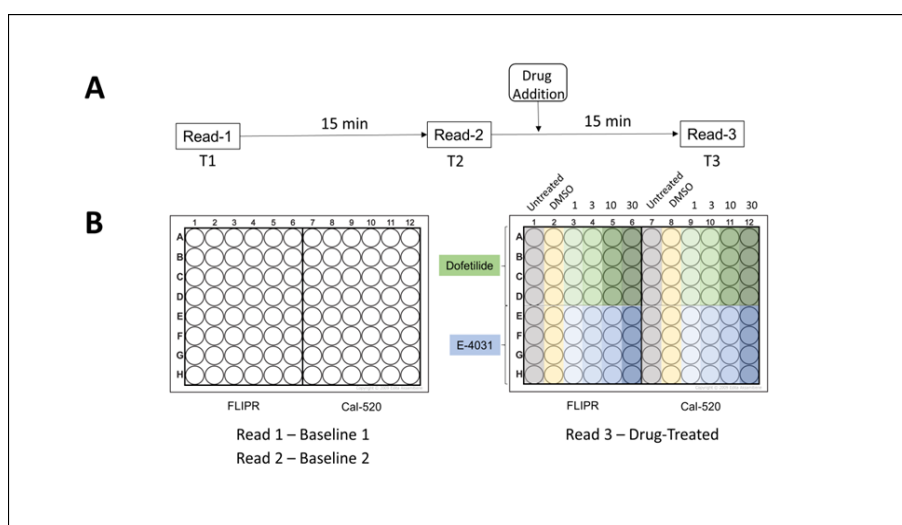 A
Drug
Addition
Read-1
15 min
Read-2
15 min
Read-3
T1
T2
T3
B
Untreated DMSO 1 3 10 30 Untreated DMSO 1 3 10 30
1 2 3 4 5 6 7 8 9 10 11 12
1 2 3 4 5 6 7 8 9 10 11 12
A
B
C
D
E
F
G
H
Dofetilide
E-4031
A
B
C
D
E
F
G
H
FLIPR Cal-520
FLIPR Cal-520
Read 1 – Baseline 1
Read 2 – Baseline 2
Read 3 – Drug-Treated